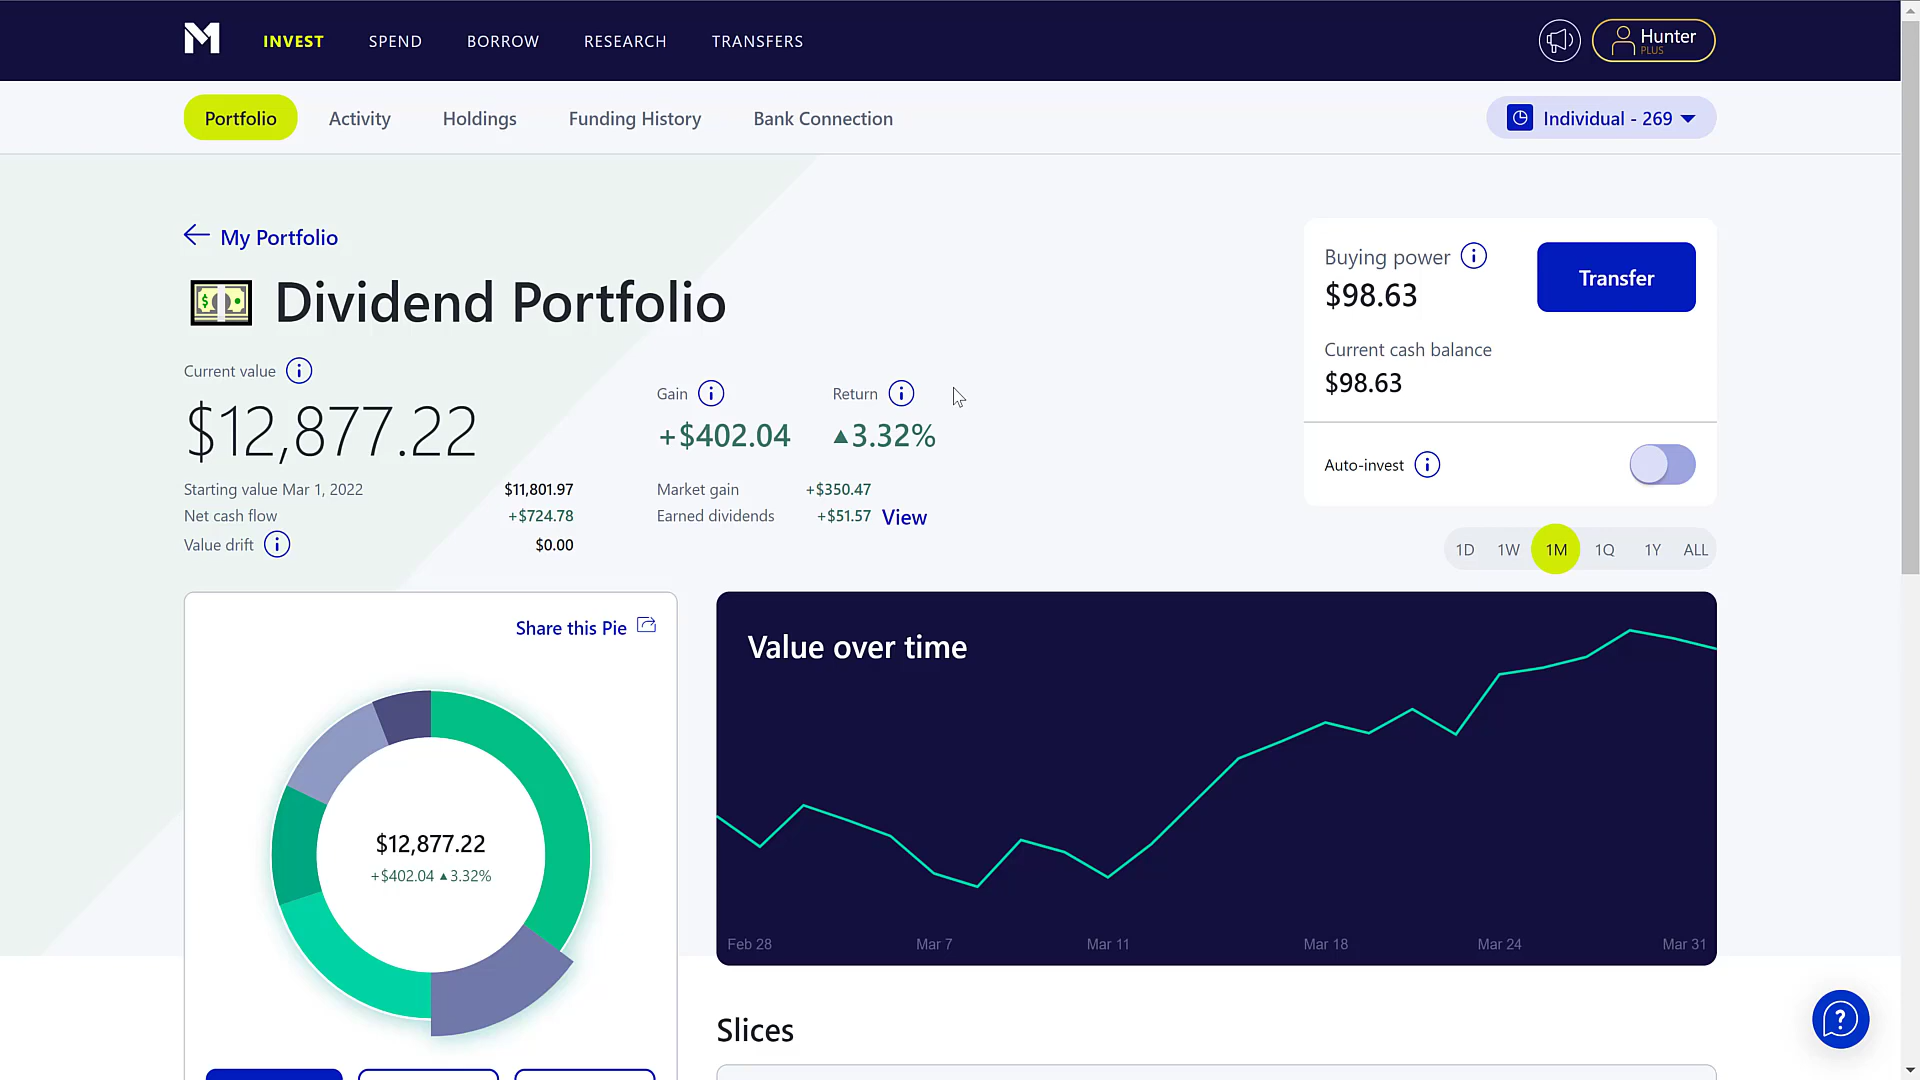 INVEST SPEND BORROW RESEARCH TRANSFERS
Hunter
PLUS
Portfolio Activity Holdings Funding History Bank Connection
Individual - 269
My Portfolio
Dividend Portfolio
Current value
$12,877.22
Starting value Mar 1, 2022 $11,801.97
Net cash flow +$724.78
Value drift $0.00
Gain Return
+$402.04 ▲3.32%
Market gain +$350.47
Earned dividends +$51.57 View
Buying power
$98.63
Transfer
Current cash balance
$98.63
Auto-invest
1D 1W 1M 1Q 1Y ALL
Share this Pie
$12,877.22
+$402.04 ▲3.32%
Value over time
Feb 28 Mar 7 Mar 11 Mar 18 Mar 24 Mar 31
Slices